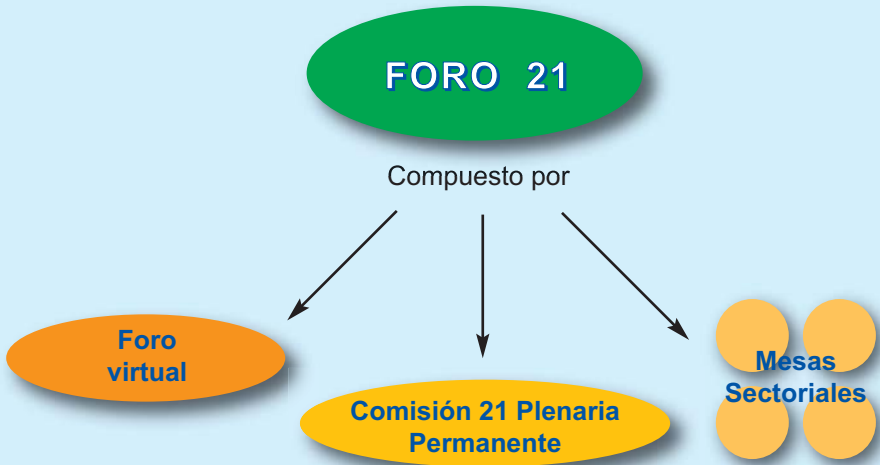 FORO 21
Compuesto por
Foro
virtual
Comisión 21 Plenaria
Permanente
Mesas
Sectoriales